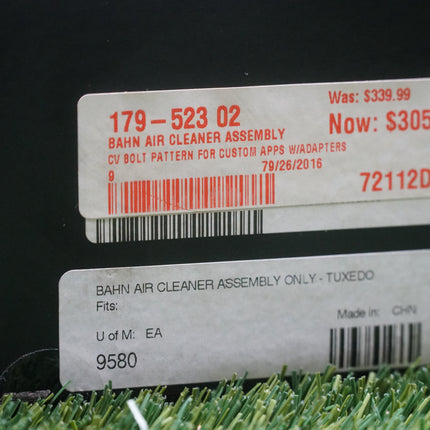 179-523 02
Was: $339.99
BAHN AIR CLEANER ASSEMBLY
Now: $305
CV BOLT PATTERN FOR CUSTOM APPS W/ADAPTERS
9
79/26/2016
72112D
BAHN AIR CLEANER ASSEMBLY ONLY - TUXEDO
Fits:
Made in: CHN
U of M: EA
9580